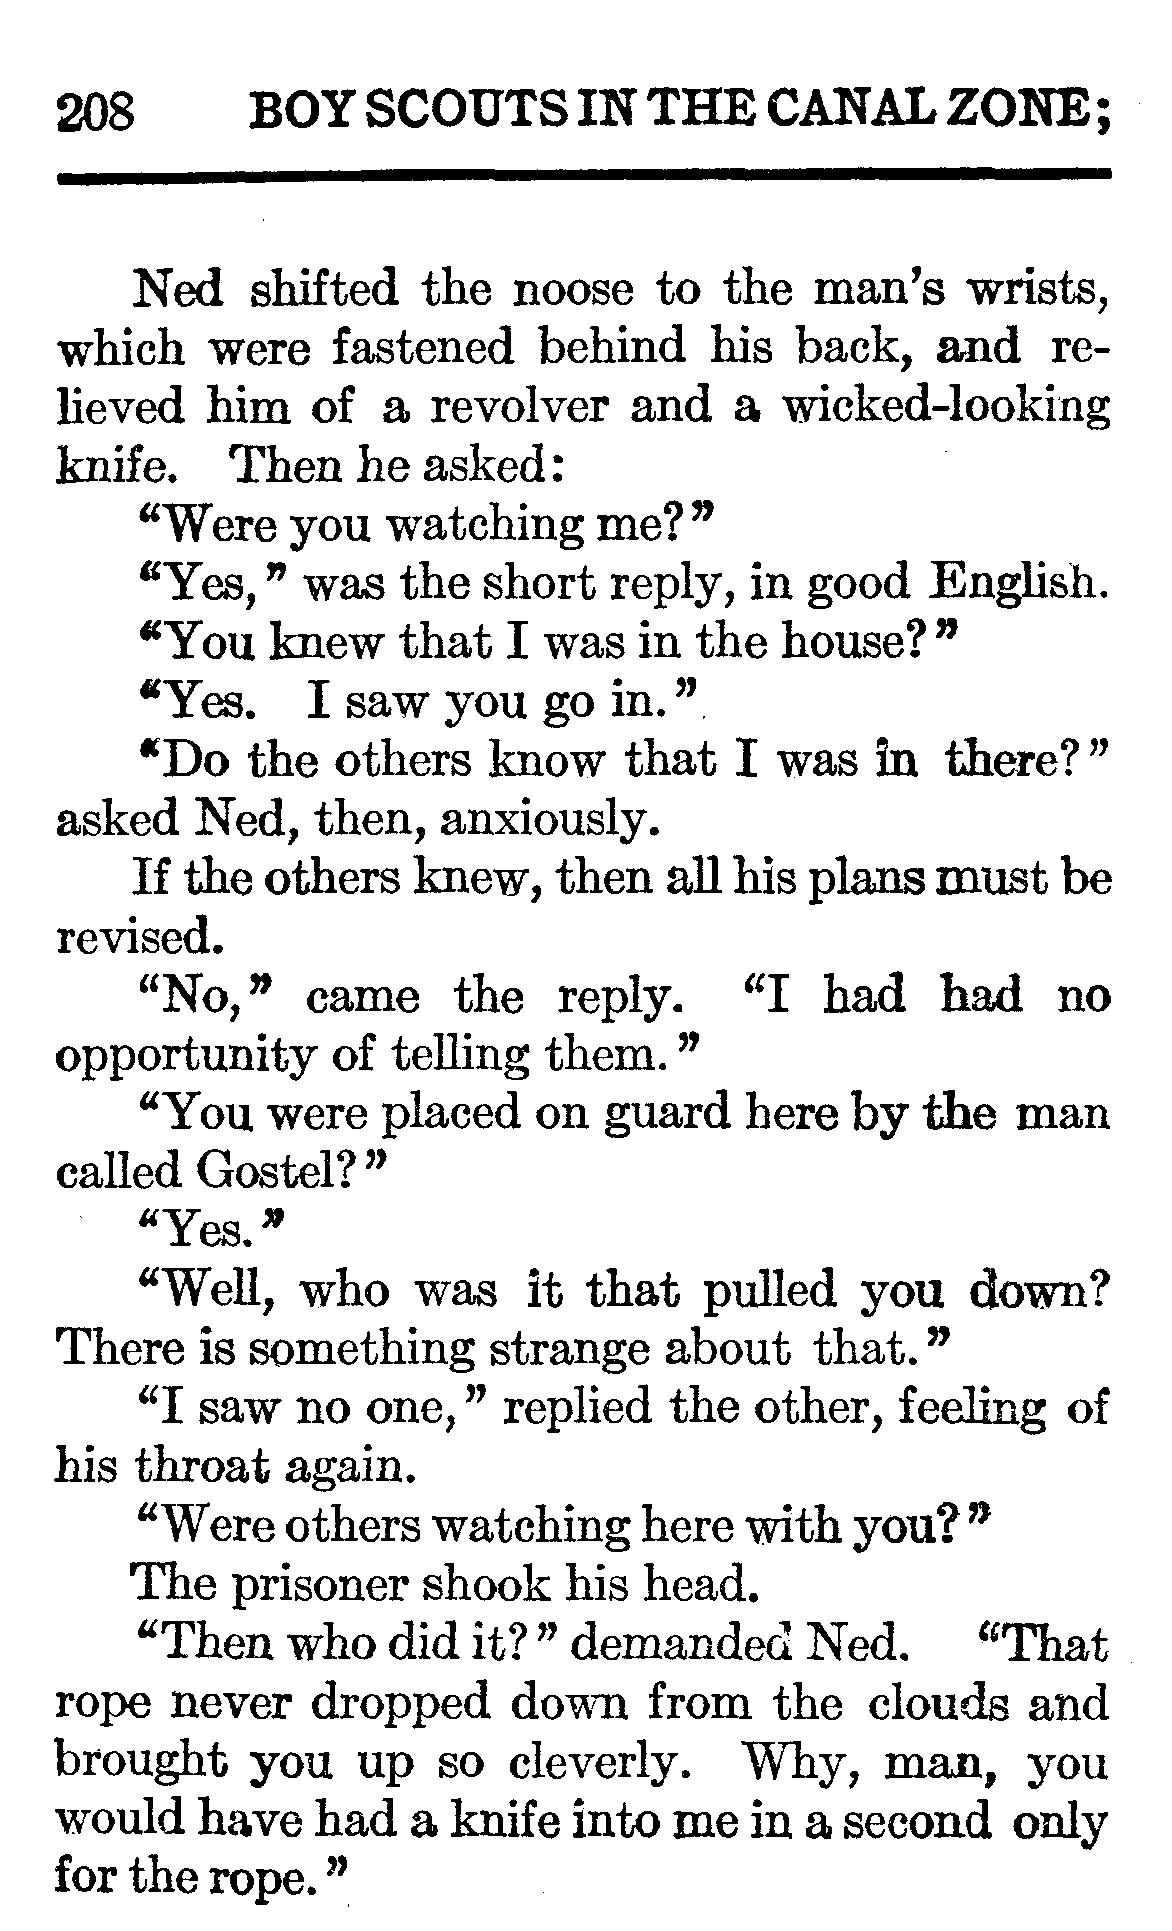 208 BOY SCOUTS IN THE CANAL ZONE;
Ned shifted the noose to the man's wrists,
which were fastened behind his back, and re-
lieved him of a revolver and a wicked-looking
knife. Then he asked:
"Were you watching me?"
"Yes," was the short reply, in good English.
"You knew that I was in the house?"
"Yes. I saw you go in."
"Do the others know that I was in there?"
asked Ned, then, anxiously.
If the others knew, then all his plans must be
revised.
"No," came the reply. "I had had no
opportunity of telling them."
"You were placed on guard here by the man
called Gostel?"
"Yes."
"Well, who was it that pulled you down?
There is something strange about that."
"I saw no one," replied the other, feeling of
his throat again.
"Were others watching here with you?"
The prisoner shook his head.
"Then who did it?" demanded Ned. "That
rope never dropped down from the clouds and
brought you up so cleverly. Why, man, you
would have had a knife into me in a second only
for the rope."